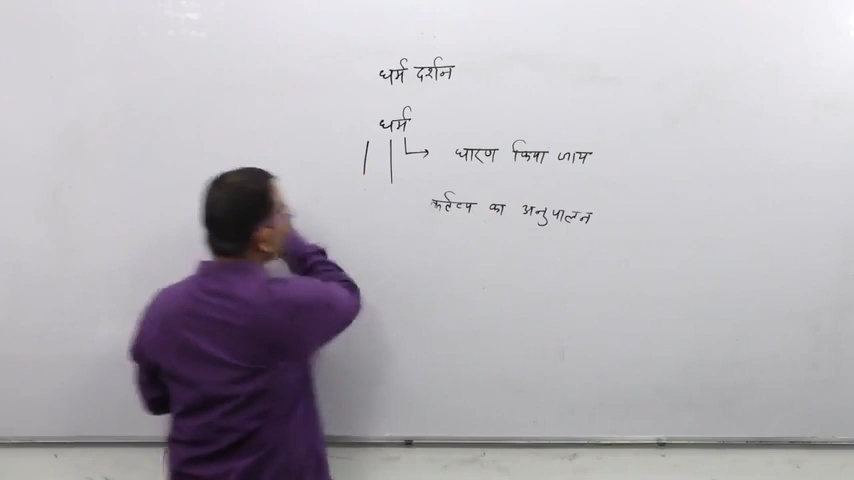 धर्म दर्शन
धर्म
धारण किया जाय
कर्तव्य का अनुपालन